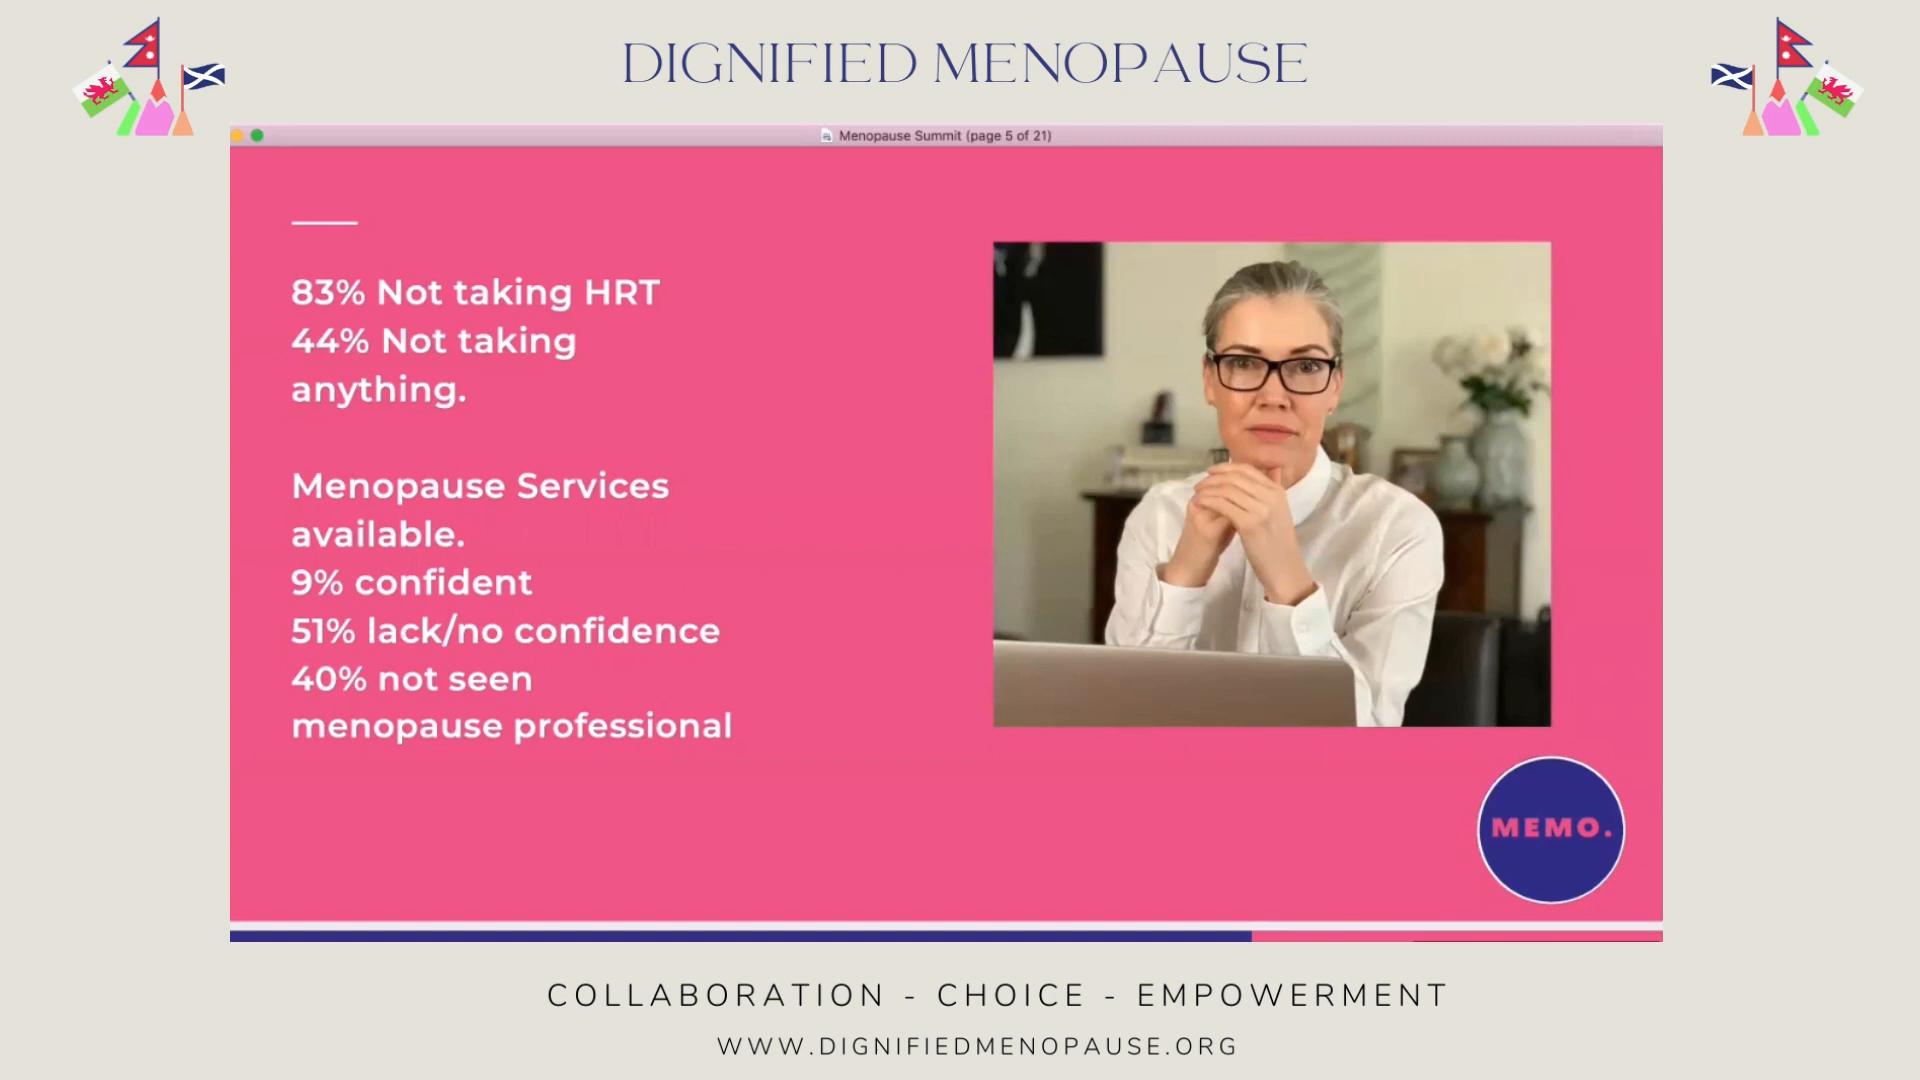 DIGNIFIED MENOPAUSE
Menopause Summit (page 5 of 21)
83% Not taking HRT
44% Not taking
anything.
Menopause Services
available.
9% confident
51% lack/no confidence
40% not seen
menopause professional
MEMO.
COLLABORATION - CHOICE - EMPOWERMENT
WWW.DIGNIFIEDMENOPAUSE.ORG